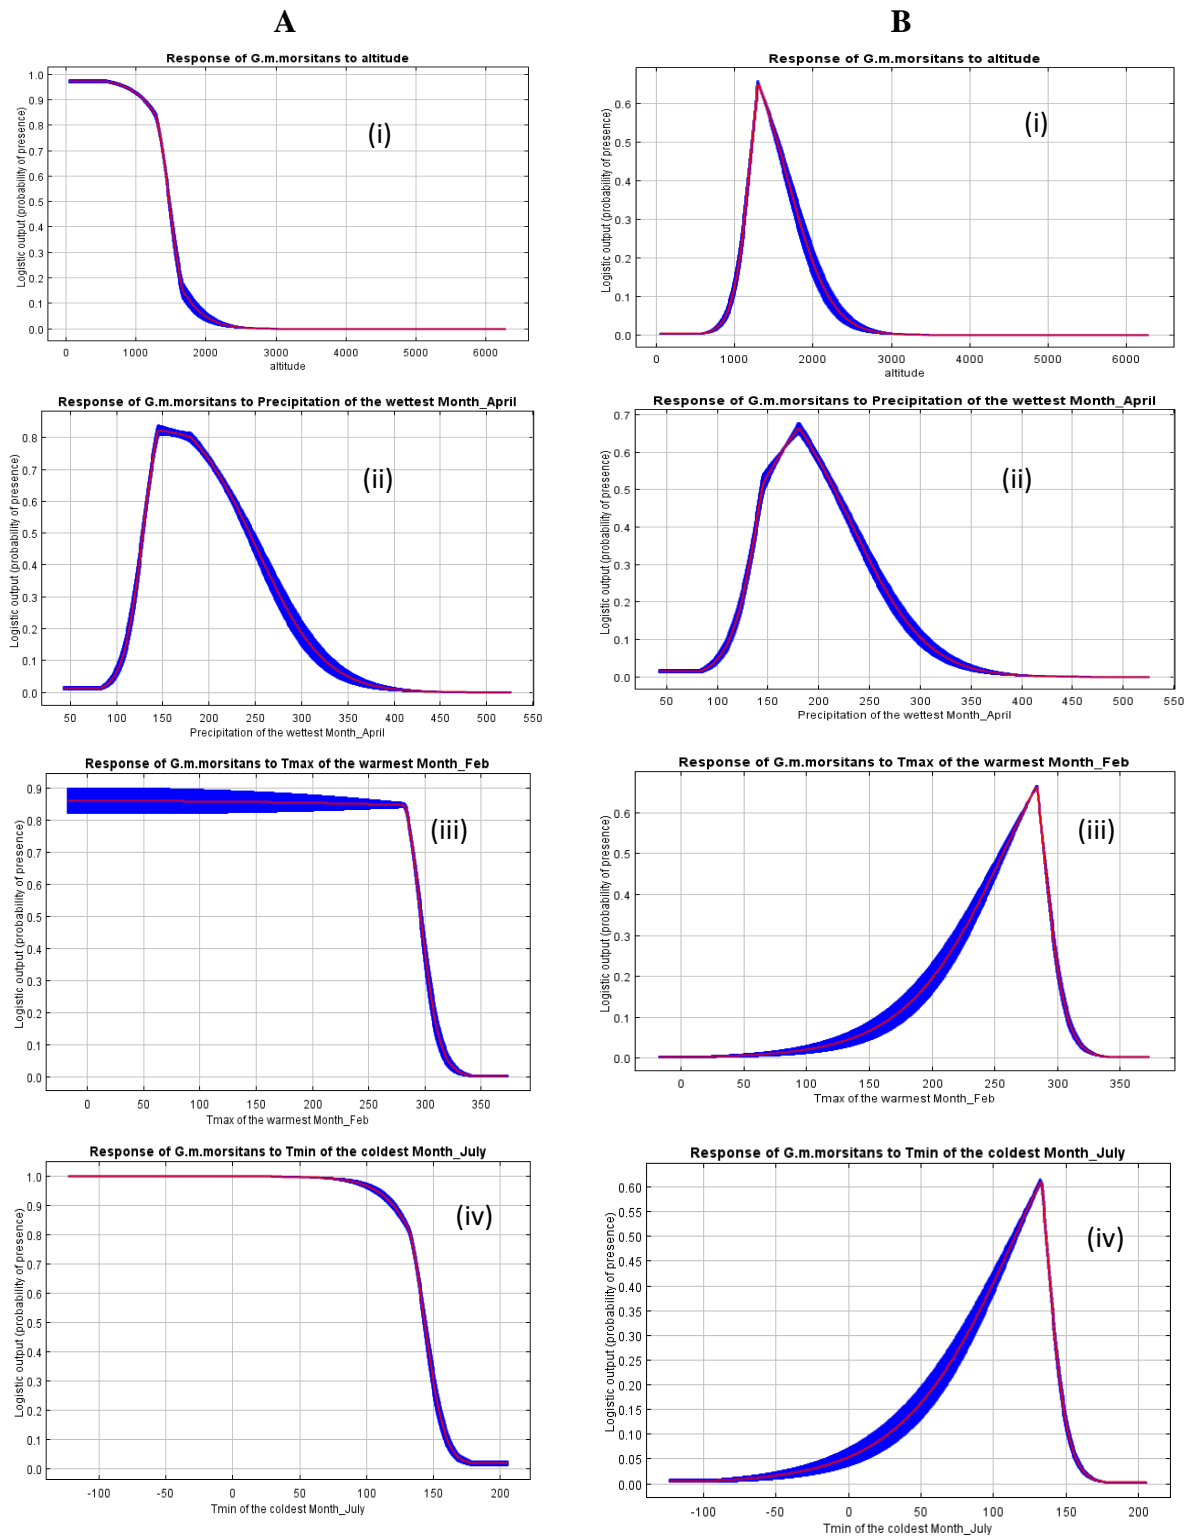 A
B
Response of G.m.morsitans to altitude
Logistic output (probability of presence)
1.0
0.9
0.8
0.7
0.6
0.5
0.4
0.3
0.2
0.1
0.0
(i)
0 1000 2000 3000 4000 5000 6000
altitude
Response of G.m.morsitans to altitude
Logistic output (probability of presence)
0.6
0.5
0.4
0.3
0.2
0.1
0.0
(i)
0 1000 2000 3000 4000 5000 6000
altitude
Response of G.m.morsitans to Precipitation of the wettest Month_April
Logistic output (probability of presence)
0.8
0.7
0.6
0.5
0.4
0.3
0.2
0.1
0.0
(ii)
50 100 150 200 250 300 350 400 450 500 550
Precipitation of the wettest Month_April
Response of G.m.morsitans to Precipitation of the wettest Month_April
Logistic output (probability of presence)
0.7
0.6
0.5
0.4
0.3
0.2
0.1
0.0
(ii)
50 100 150 200 250 300 350 400 450 500 550
Precipitation of the wettest Month_April
Response of G.m.morsitans to Tmax of the warmest Month_Feb
Logistic output (probability of presence)
0.9
0.8
0.7
0.6
0.5
0.4
0.3
0.2
0.1
0.0
(iii)
0 50 100 150 200 250 300 350
Tmax of the warmest Month_Feb
Response of G.m.morsitans to Tmax of the warmest Month_Feb
Logistic output (probability of presence)
0.6
0.5
0.4
0.3
0.2
0.1
0.0
(iii)
0 50 100 150 200 250 300 350
Tmax of the warmest Month_Feb
Response of G.m.morsitans to Tmin of the coldest Month_July
Logistic output (probability of presence)
1.0
0.9
0.8
0.7
0.6
0.5
0.4
0.3
0.2
0.1
0.0
(iv)
-100 -50 0 50 100 150 200
Tmin of the coldest Month_July
Response of G.m.morsitans to Tmin of the coldest Month_July
Logistic output (probability of presence)
0.60
0.55
0.50
0.45
0.40
0.35
0.30
0.25
0.20
0.15
0.10
0.05
0.00
(iv)
-100 -50 0 50 100 150 200
Tmin of the coldest Month_July